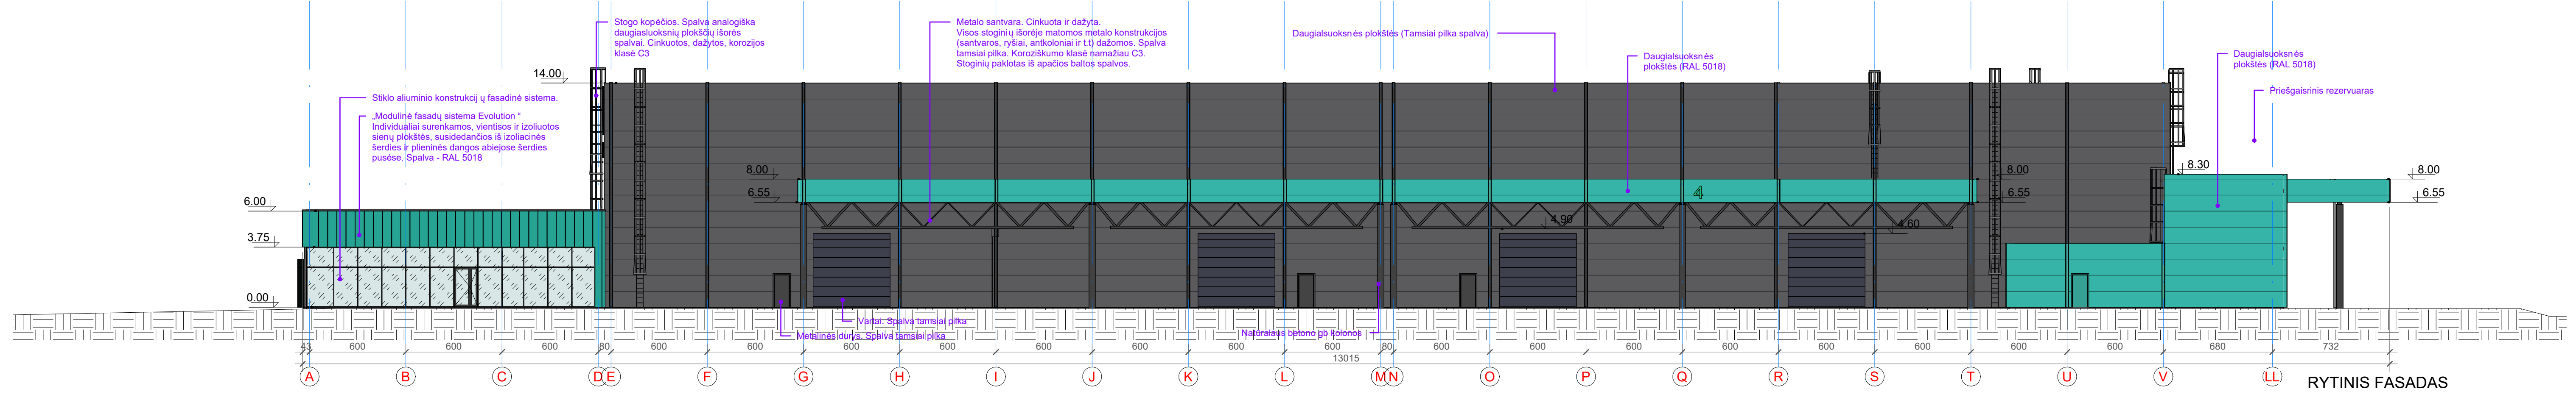 Stogo kopėčios. Spalva analogiška
daugiasluoksnių plokščių išorės
spalvai. Cinkuotos, dažytos, korozijos
klasė C3
Metalo santvara. Cinkuota ir dažyta.
Visos stoginių išorėje matomos metalo konstrukcijos
(santvaros, ryšiai, antkoloniai ir t.t) dažomos. Spalva
tamsiai pilka. Koroziškumo klasė namažiau C3.
Stoginių paklotas iš apačios baltos spalvos.
Daugialsuoksnės plokštės (Tamsiai pilka spalva)
Daugialsuoksnės
plokštės (RAL 5018)
Daugialsuoksnės
plokštės (RAL 5018)
Priešgaisrinis rezervuaras
14.00
Stiklo aliuminio konstrukcijų fasadinė sistema.
„Modulinė fasadų sistema Evolution “
Individualiai surenkamos, vientisos ir izoliuotos
sienų plokštės, susidedančios iš izoliacinės
šerdies ir plieninės dangos abiejose šerdies
pusėse. Spalva - RAL 5018
8.00
6.55
8.00
6.55
8.30
8.00
6.55
6.00
3.75
0.00
4
4.90
4.60
Vartai. Spalva tamsiai pilka
Metalinės durys. Spalva tamsiai pilka
Natūralaus betono gb kolonos
43 600 600 600 80 600 600 600 600 600 600 600 600 80 600 600 600 600 600 600 600 600 680 732
13015
A B C D E F G H I J K L M N O P Q R S T U V LL
RYTINIS FASADAS